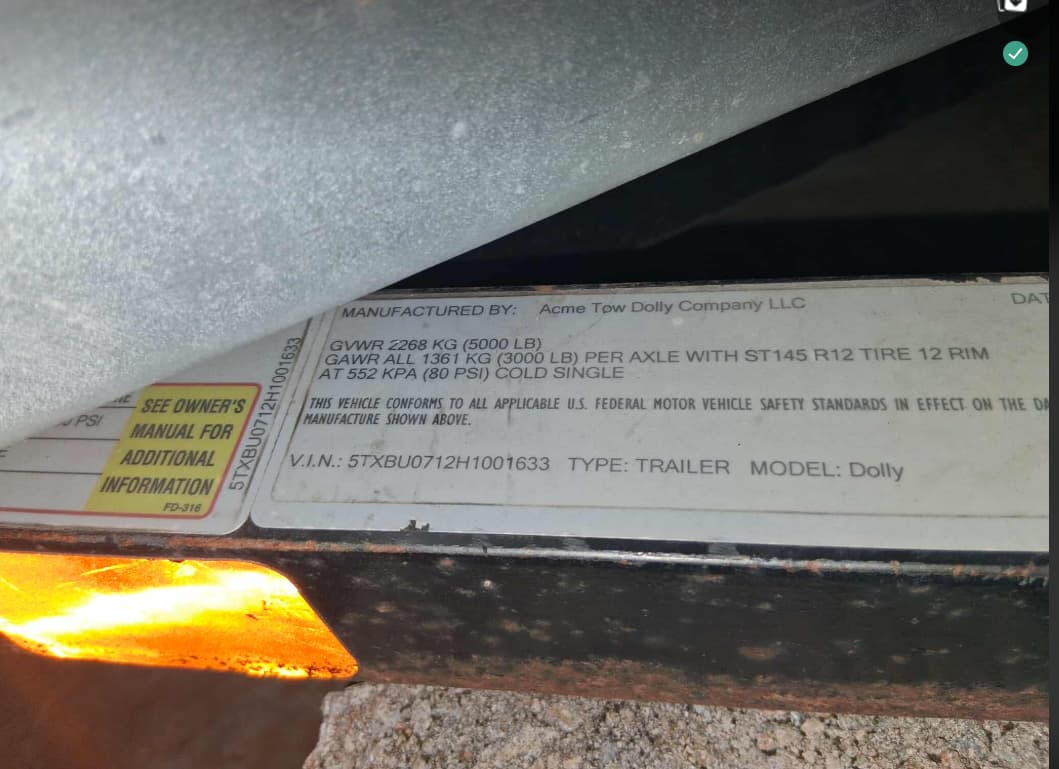 MANUFACTURED BY: Acme Tow Dolly Company LLC
DAT
GVWR 2268 KG (5000 LB)
GAWR ALL 1361 KG (3000 LB) PER AXLE WITH ST145 R12 TIRE 12 RIM
AT 552 KPA (80 PSI) COLD SINGLE
THIS VEHICLE CONFORMS TO ALL APPLICABLE U.S. FEDERAL MOTOR VEHICLE SAFETY STANDARDS IN EFFECT ON THE DA
MANUFACTURE SHOWN ABOVE.
V.I.N.: 5TXBU0712H1001633 TYPE: TRAILER MODEL: Dolly
5TXBU0712H1001633
PSI
SEE OWNER'S
MANUAL FOR
ADDITIONAL
INFORMATION
FD-316